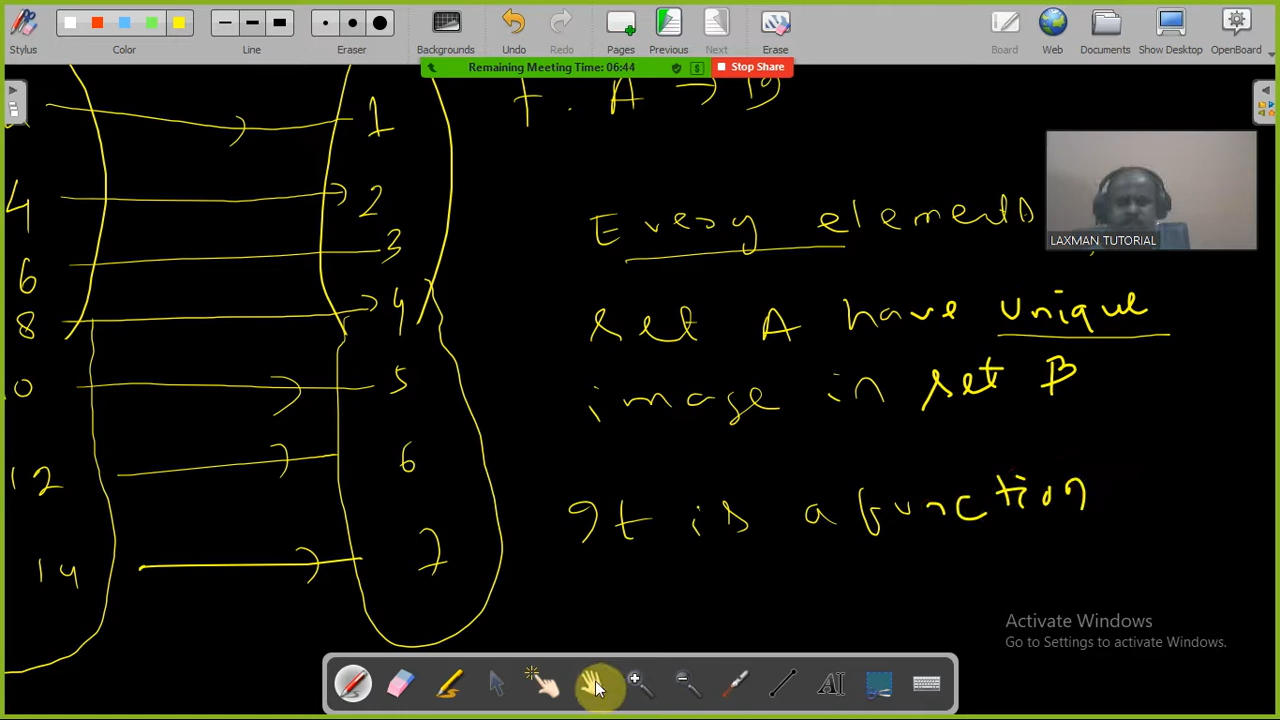 Stylus
Color
Line
Eraser
Backgrounds
Undo
Redo
Pages
Previous
Next
Erase
Board
Web
Documents
Show Desktop
OpenBoard
Remaining Meeting Time: 06:44
Stop Share
f : A → B
LAXMAN TUTORIAL
1
4 2
6 3
8 4
5
12 6
14 7
Every elements
set A have unique
image in set B
It is a function
Activate Windows
Go to Settings to activate Windows.